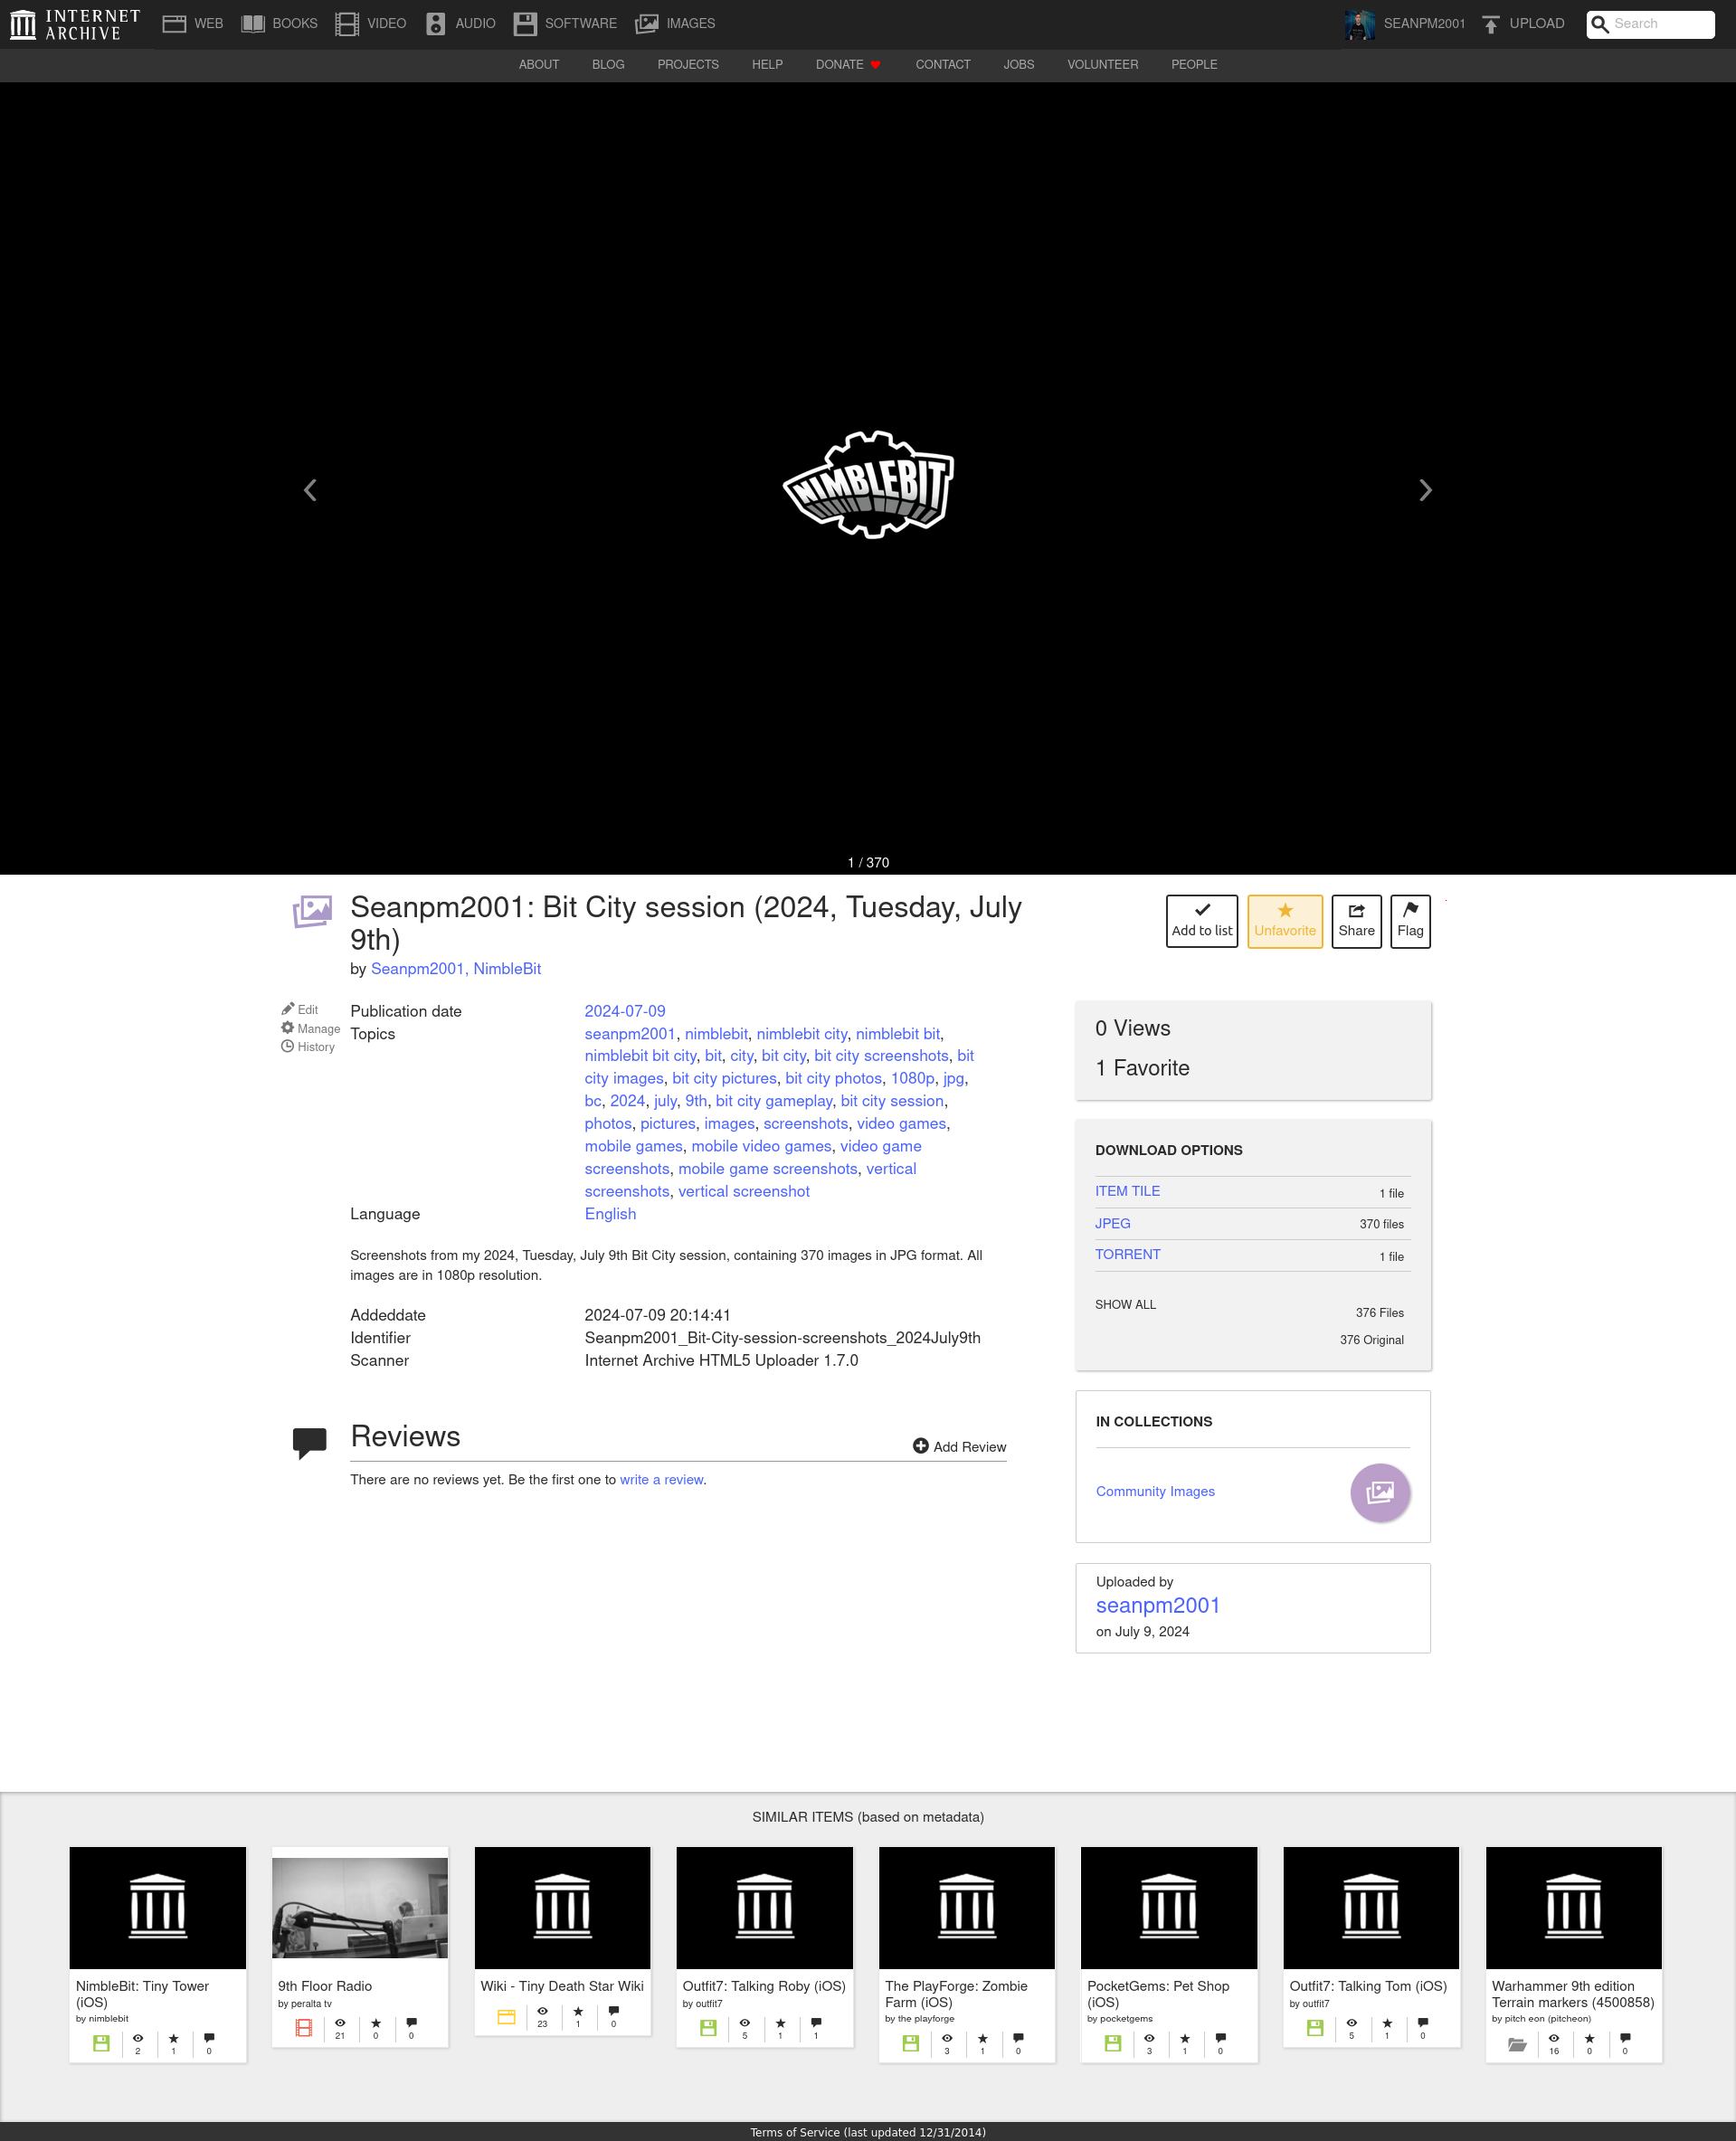 INTERNET ARCHIVE
WEB BOOKS VIDEO AUDIO SOFTWARE IMAGES SEANPM2001 UPLOAD Search
ABOUT BLOG PROJECTS HELP DONATE CONTACT JOBS VOLUNTEER PEOPLE
NIMBLEBIT
1 / 370
Seanpm2001: Bit City session (2024, Tuesday, July
9th)
by Seanpm2001, NimbleBit
Add to list Unfavorite Share Flag
Edit
Manage
History
Publication date 2024-07-09
Topics seanpm2001, nimblebit, nimblebit city, nimblebit bit,
nimblebit bit city, bit, city, bit city, bit city screenshots, bit
city images, bit city pictures, bit city photos, 1080p, jpg,
bc, 2024, july, 9th, bit city gameplay, bit city session,
photos, pictures, images, screenshots, video games,
mobile games, mobile video games, video game
screenshots, mobile game screenshots, vertical
screenshots, vertical screenshot
Language English
Screenshots from my 2024, Tuesday, July 9th Bit City session, containing 370 images in JPG format. All
images are in 1080p resolution.
Addeddate 2024-07-09 20:14:41
Identifier Seanpm2001_Bit-City-session-screenshots_2024July9th
Scanner Internet Archive HTML5 Uploader 1.7.0
Reviews
Add Review
There are no reviews yet. Be the first one to write a review.
0 Views
1 Favorite
DOWNLOAD OPTIONS
ITEM TILE 1 file
JPEG 370 files
TORRENT 1 file
SHOW ALL
376 Files
376 Original
IN COLLECTIONS
Community Images
Uploaded by
seanpm2001
on July 9, 2024
SIMILAR ITEMS (based on metadata)
NimbleBit: Tiny Tower
(iOS)
by nimblebit
2 1 0
9th Floor Radio
by peralta tv
21 0 0
Wiki - Tiny Death Star Wiki
23 1 0
Outfit7: Talking Roby (iOS)
by outfit7
5 1 1
The PlayForge: Zombie
Farm (iOS)
by the playforge
3 1 0
PocketGems: Pet Shop
(iOS)
by pocketgems
3 1 0
Outfit7: Talking Tom (iOS)
by outfit7
5 1 0
Warhammer 9th edition
Terrain markers (4500858)
by pitch eon (pitcheon)
16 0 0
Terms of Service (last updated 12/31/2014)